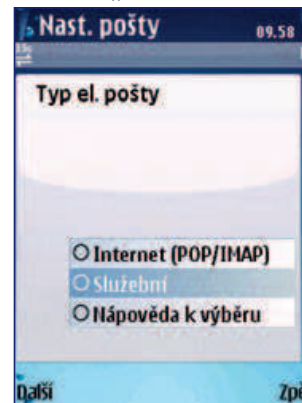 Nast. pošty 09.58
Typ el. pošty
Internet (POP/IMAP)
Služební
Nápověda k výběru
Další Zpě